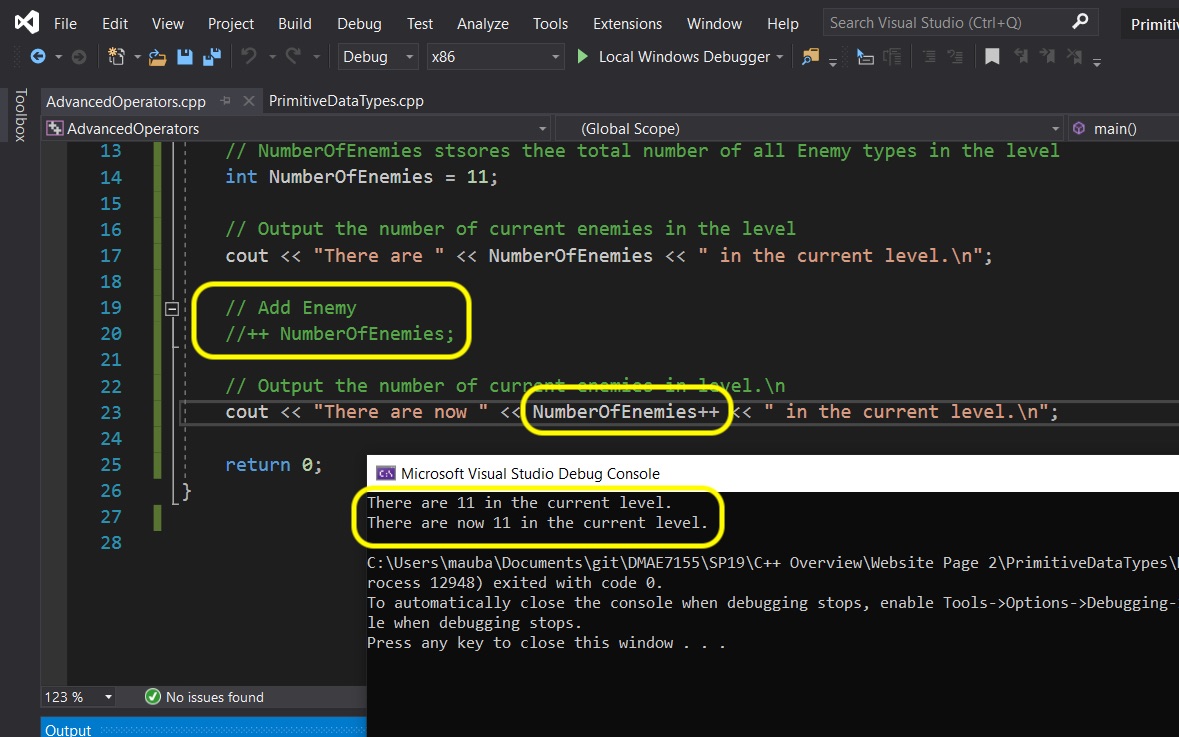 File Edit View Project Build Debug Test Analyze Tools Extensions Window Help Search Visual Studio (Ctrl+Q)
Debug x86 Local Windows Debugger
Toolbox
AdvancedOperators.cpp PrimitiveDataTypes.cpp
AdvancedOperators (Global Scope) main()
13 // NumberOfEnemies stsores thee total number of all Enemy types in the level
14 int NumberOfEnemies = 11;
15
16 // Output the number of current enemies in the level
17 cout << "There are " << NumberOfEnemies << " in the current level.\n";
18
19 // Add Enemy
20 //++ NumberOfEnemies;
21
22 // Output the number of current enemies in level.\n
23 cout << "There are now " << NumberOfEnemies++ << " in the current level.\n";
24
25 return 0;
26 }
27
28
C:\ Microsoft Visual Studio Debug Console
There are 11 in the current level.
There are now 11 in the current level.
C:\Users\mauba\Documents\git\DMAE7155\SP19\C++ Overview\Website Page 2\PrimitiveDataTypes\
rocess 12948) exited with code 0.
To automatically close the console when debugging stops, enable Tools->Options->Debugging-
le when debugging stops.
Press any key to close this window . . .
123 % No issues found
Output